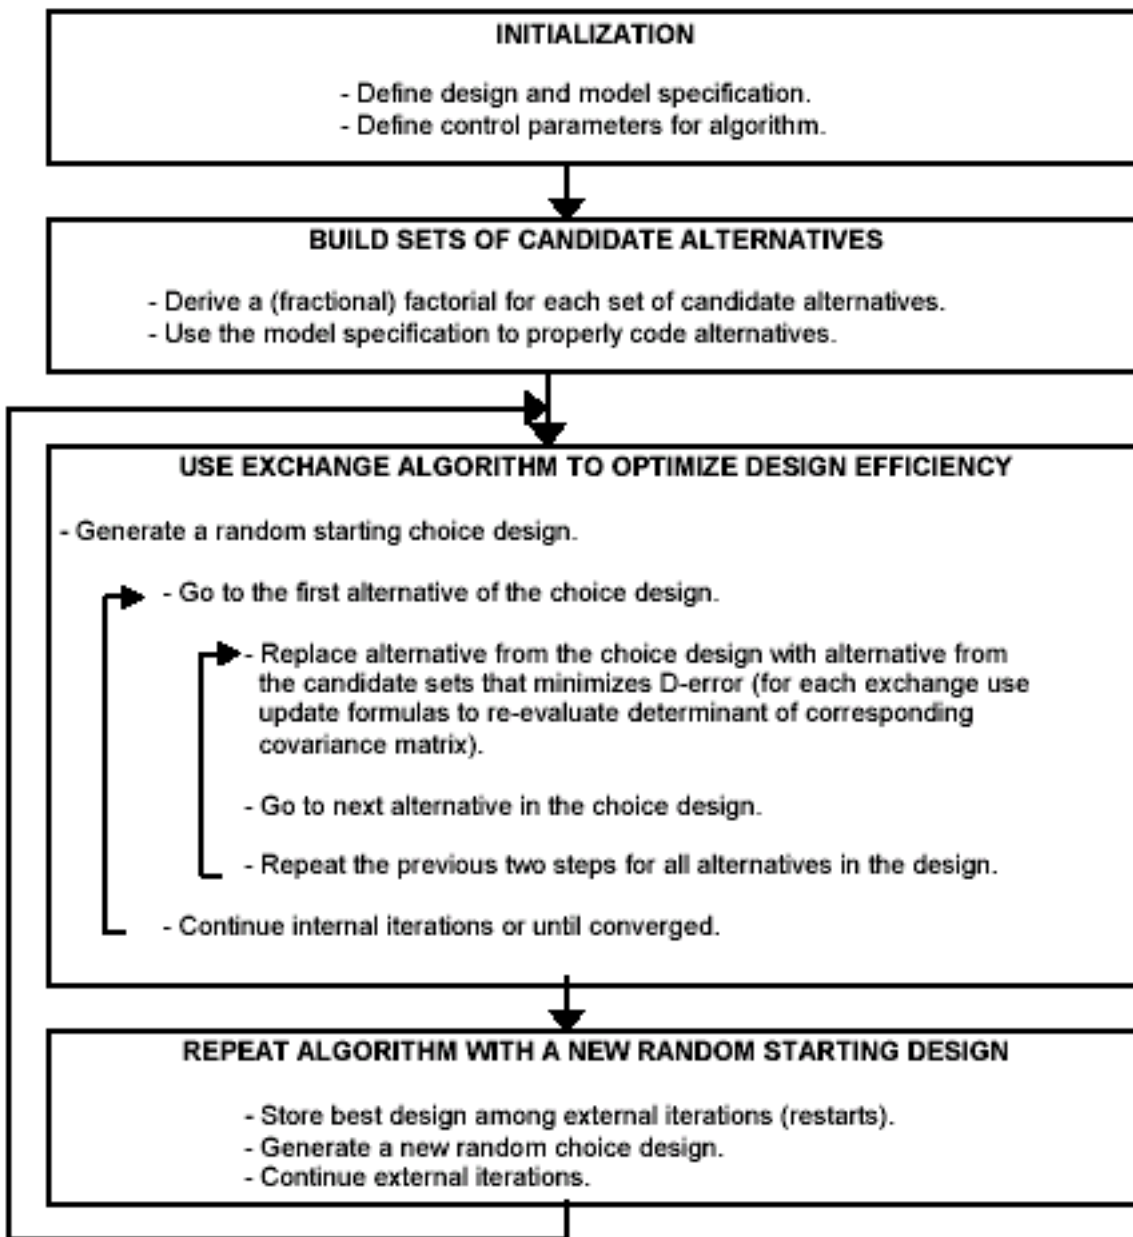 INITIALIZATION
- Define design and model specification.
- Define control parameters for algorithm.
BUILD SETS OF CANDIDATE ALTERNATIVES
- Derive a (fractional) factorial for each set of candidate alternatives.
- Use the model specification to properly code alternatives.
USE EXCHANGE ALGORITHM TO OPTIMIZE DESIGN EFFICIENCY
- Generate a random starting choice design.
- Go to the first alternative of the choice design.
- Replace alternative from the choice design with alternative from
the candidate sets that minimizes D-error (for each exchange use
update formulas to re-evaluate determinant of corresponding
covariance matrix).
- Go to next alternative in the choice design.
- Repeat the previous two steps for all alternatives in the design.
- Continue internal iterations or until converged.
REPEAT ALGORITHM WITH A NEW RANDOM STARTING DESIGN
- Store best design among external iterations (restarts).
- Generate a new random choice design.
- Continue external iterations.